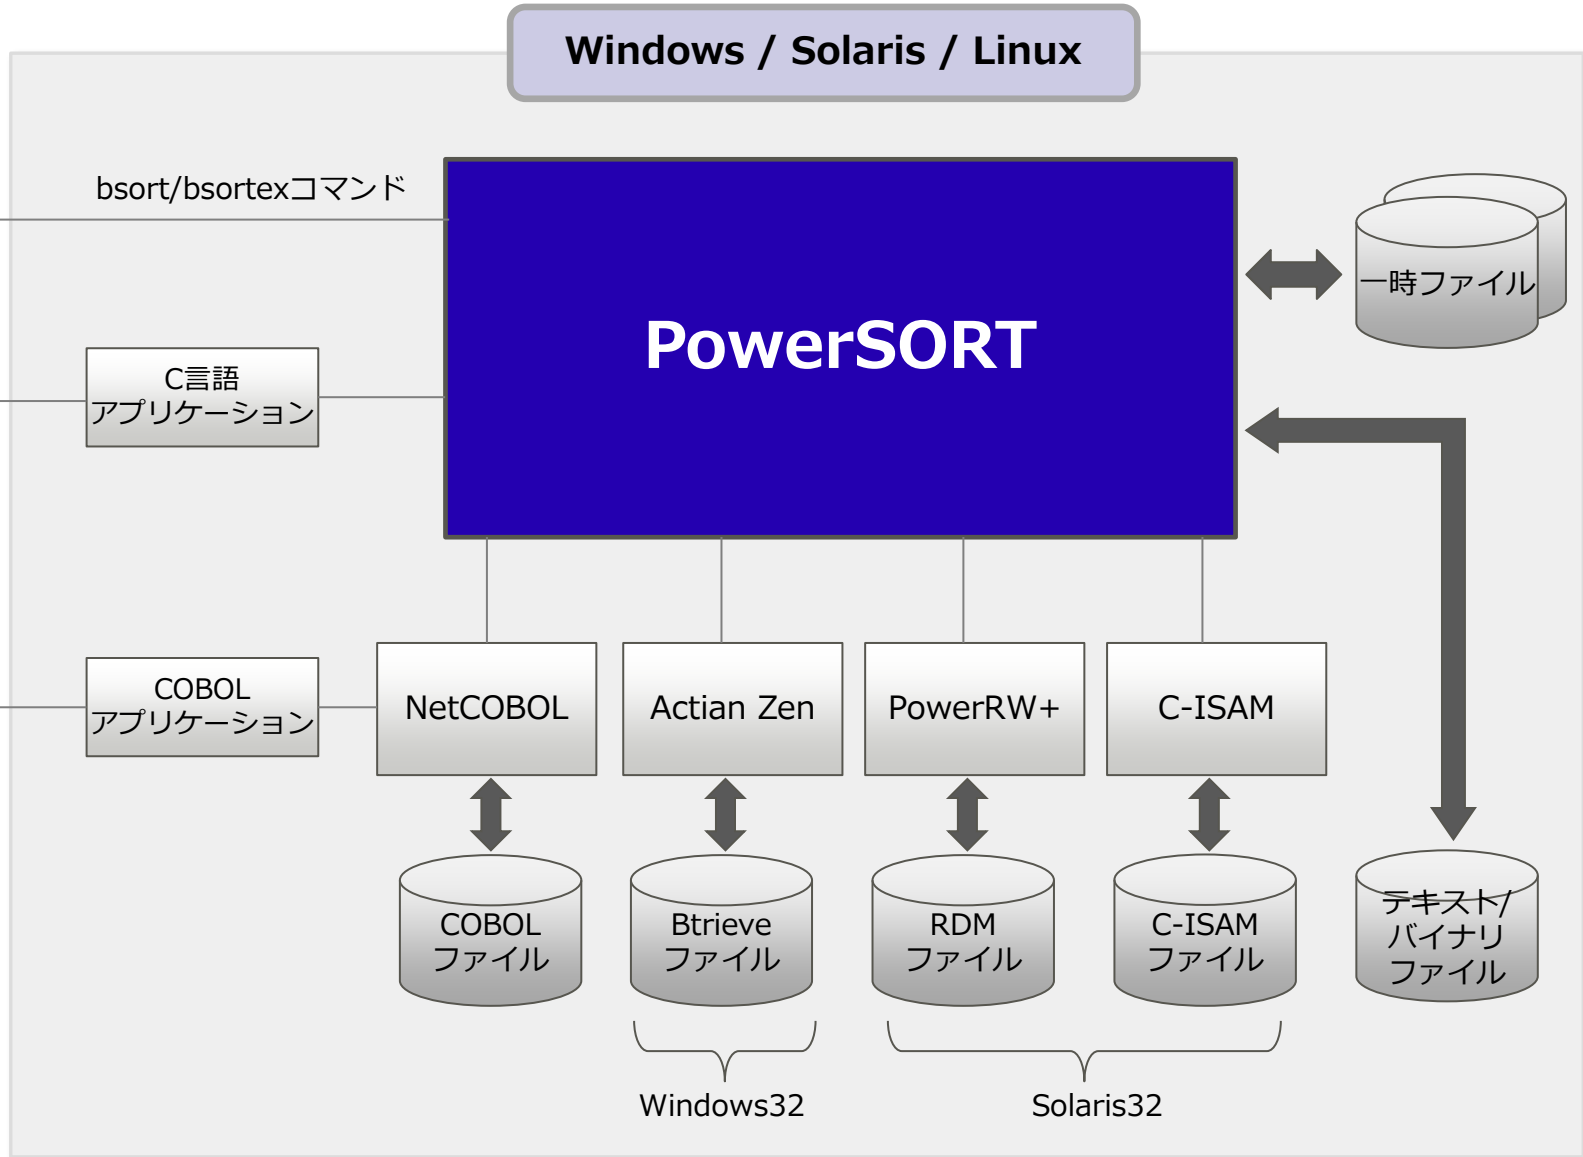 Windows / Solaris / Linux
bsort/bsortexコマンド
PowerSORT
一時ファイル
C言語
アプリケーション
COBOL
アプリケーション
NetCOBOL
Actian Zen
PowerRW+
C-ISAM
COBOL
ファイル
Btrieve
ファイル
RDM
ファイル
C-ISAM
ファイル
テキスト/
バイナリ
ファイル
Windows32
Solaris32